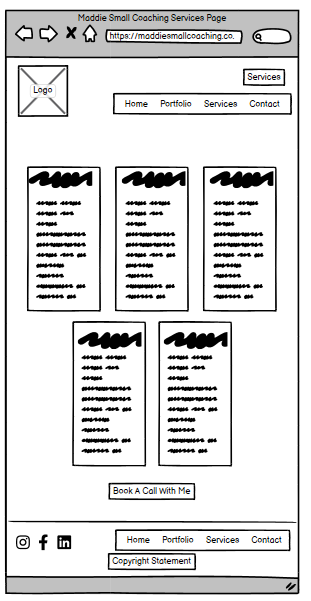 Maddie Small Coaching Services Page
https://maddiesmallcoaching.co.
Services
Logo
Home Portfolio Services Contact
Book A Call With Me
Home Portfolio Services Contact
Copyright Statement